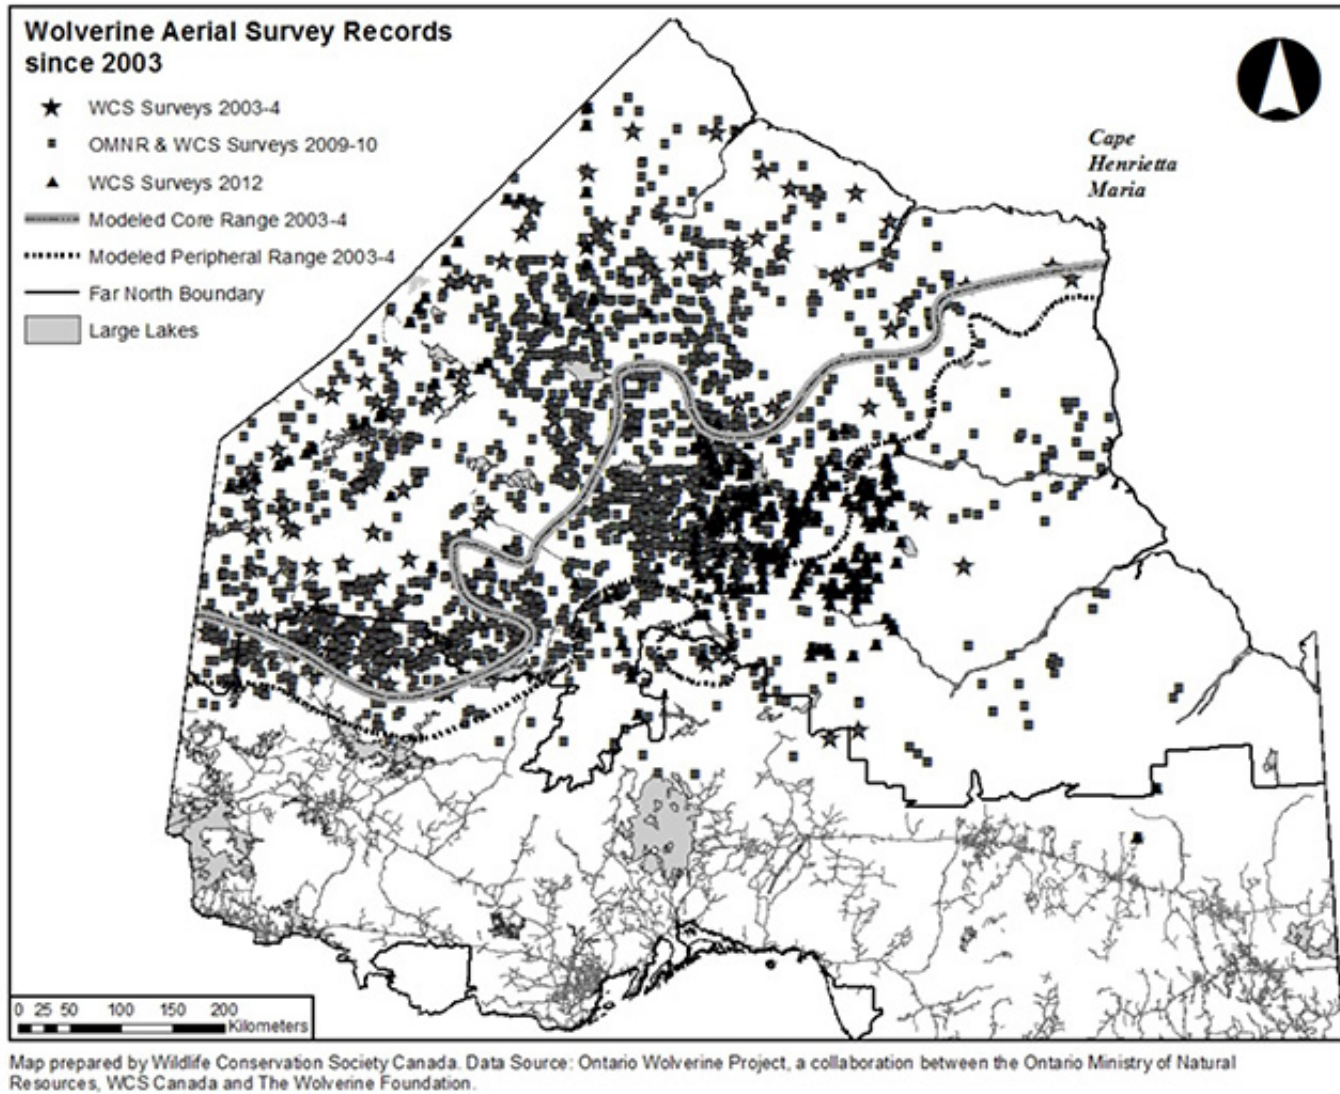 Wolverine Aerial Survey Records
since 2003
WCS Surveys 2003-4
OMNR & WCS Surveys 2009-10
WCS Surveys 2012
Modeled Core Range 2003-4
Modeled Peripheral Range 2003-4
Far North Boundary
Large Lakes
Cape
Henrietta
Maria
0 25 50 100 150 200
Kilometers
Map prepared by Wildlife Conservation Society Canada. Data Source: Ontario Wolverine Project, a collaboration between the Ontario Ministry of Natural
Resources, WCS Canada and The Wolverine Foundation.